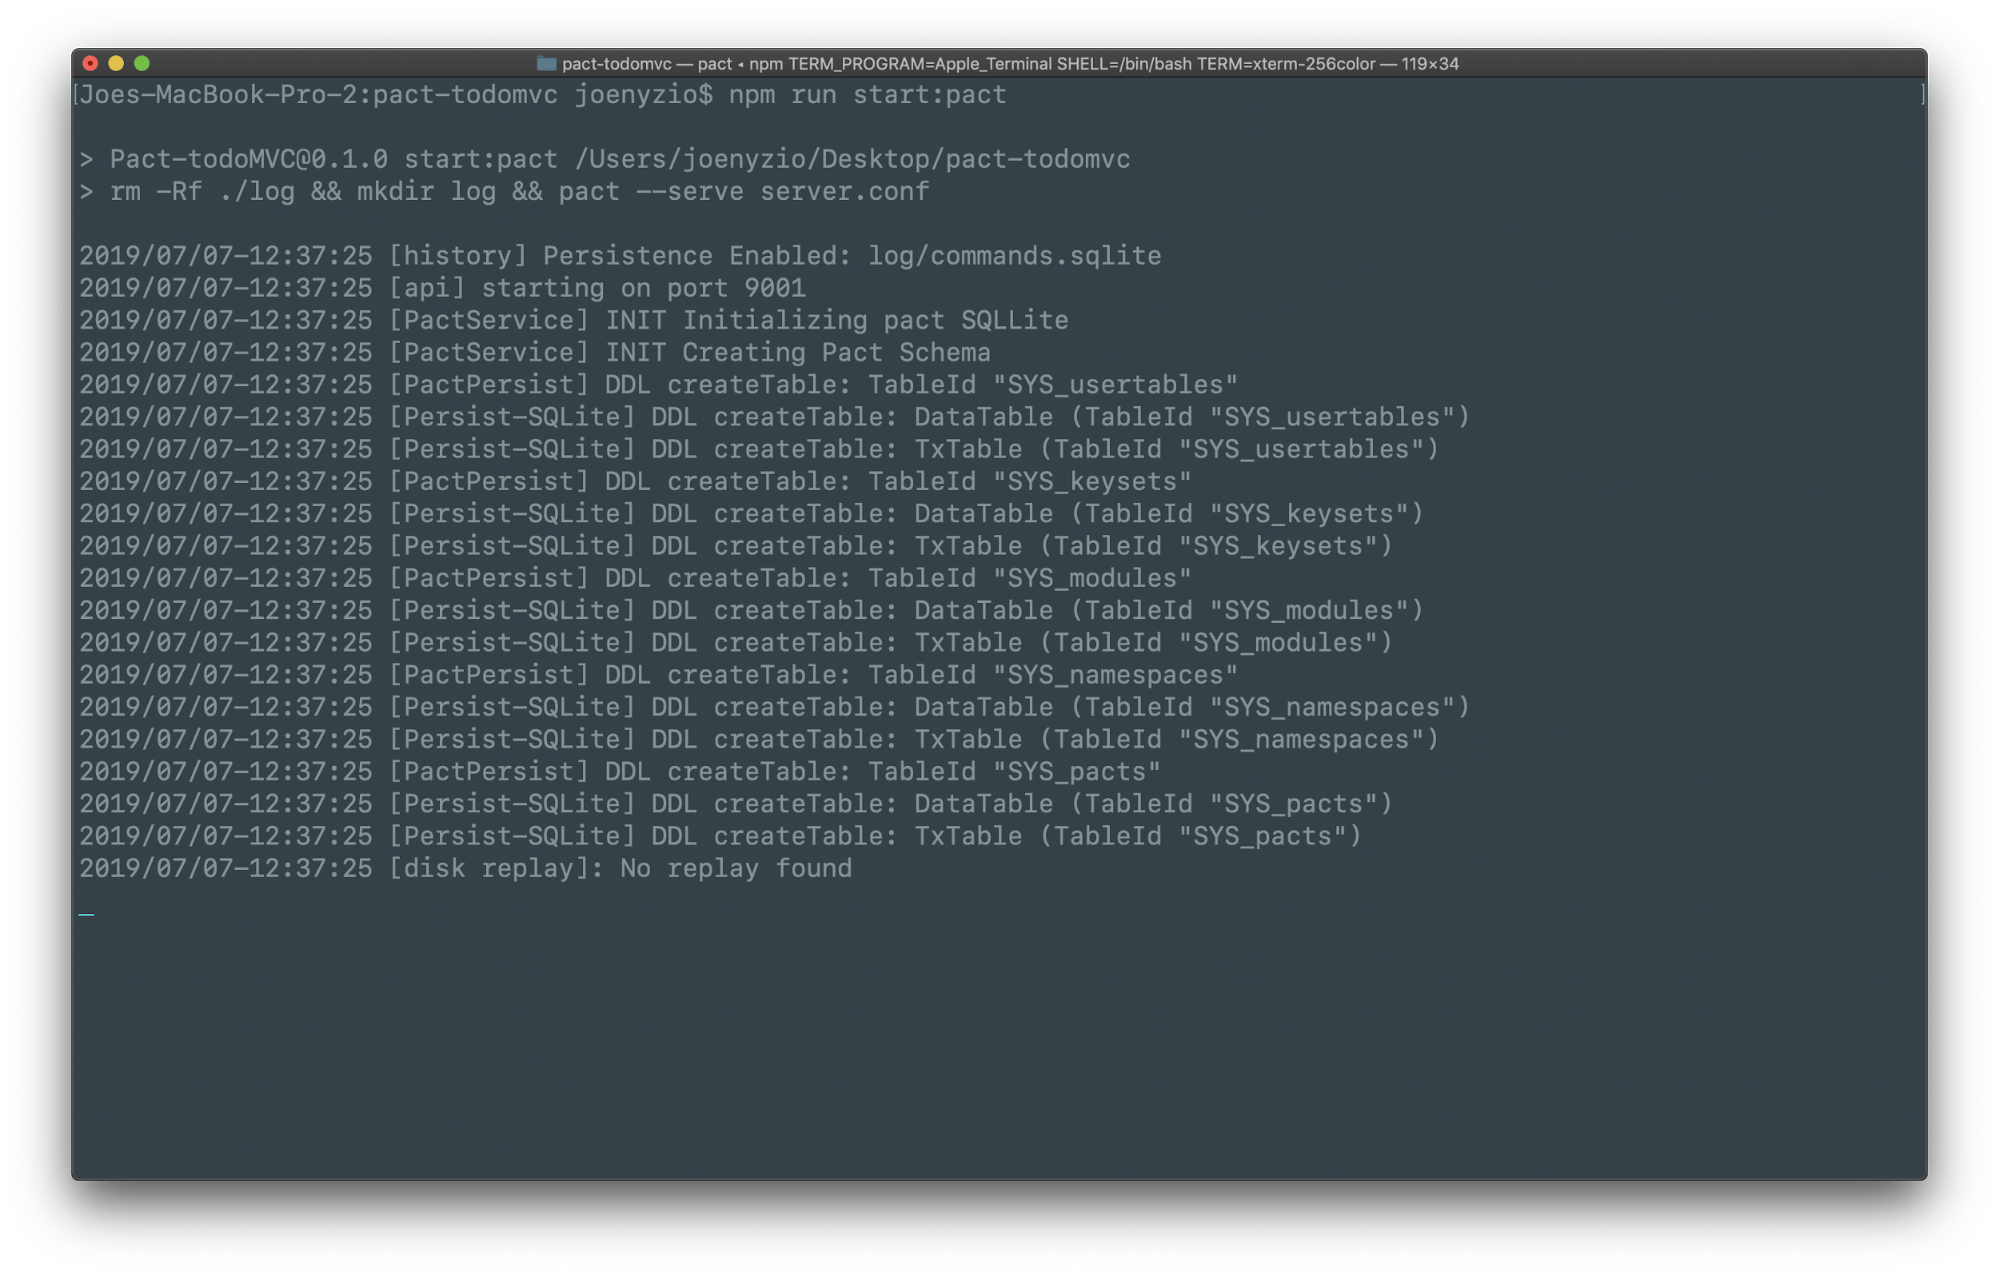 pact-todomvc — pact ◂ npm TERM_PROGRAM=Apple_Terminal SHELL=/bin/bash TERM=xterm-256color — 119×34
[Joes-MacBook-Pro-2:pact-todomvc joenyzio$ npm run start:pact ]
> Pact-todoMVC@0.1.0 start:pact /Users/joenyzio/Desktop/pact-todomvc
> rm -Rf ./log && mkdir log && pact --serve server.conf
2019/07/07-12:37:25 [history] Persistence Enabled: log/commands.sqlite
2019/07/07-12:37:25 [api] starting on port 9001
2019/07/07-12:37:25 [PactService] INIT Initializing pact SQLLite
2019/07/07-12:37:25 [PactService] INIT Creating Pact Schema
2019/07/07-12:37:25 [PactPersist] DDL createTable: TableId "SYS_usertables"
2019/07/07-12:37:25 [Persist-SQLite] DDL createTable: DataTable (TableId "SYS_usertables")
2019/07/07-12:37:25 [Persist-SQLite] DDL createTable: TxTable (TableId "SYS_usertables")
2019/07/07-12:37:25 [PactPersist] DDL createTable: TableId "SYS_keysets"
2019/07/07-12:37:25 [Persist-SQLite] DDL createTable: DataTable (TableId "SYS_keysets")
2019/07/07-12:37:25 [Persist-SQLite] DDL createTable: TxTable (TableId "SYS_keysets")
2019/07/07-12:37:25 [PactPersist] DDL createTable: TableId "SYS_modules"
2019/07/07-12:37:25 [Persist-SQLite] DDL createTable: DataTable (TableId "SYS_modules")
2019/07/07-12:37:25 [Persist-SQLite] DDL createTable: TxTable (TableId "SYS_modules")
2019/07/07-12:37:25 [PactPersist] DDL createTable: TableId "SYS_namespaces"
2019/07/07-12:37:25 [Persist-SQLite] DDL createTable: DataTable (TableId "SYS_namespaces")
2019/07/07-12:37:25 [Persist-SQLite] DDL createTable: TxTable (TableId "SYS_namespaces")
2019/07/07-12:37:25 [PactPersist] DDL createTable: TableId "SYS_pacts"
2019/07/07-12:37:25 [Persist-SQLite] DDL createTable: DataTable (TableId "SYS_pacts")
2019/07/07-12:37:25 [Persist-SQLite] DDL createTable: TxTable (TableId "SYS_pacts")
2019/07/07-12:37:25 [disk replay]: No replay found